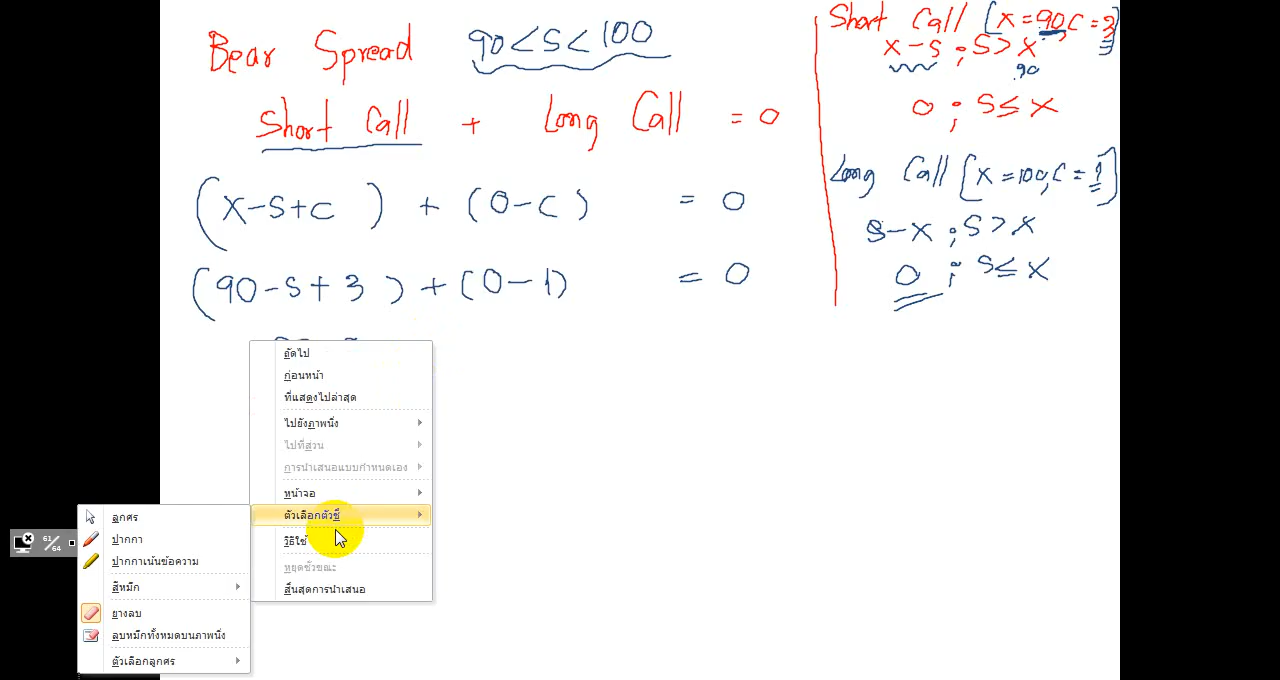 Bear Spread 90 < S < 100
Short Call + Long Call = 0
(X-S+C) + (0-C) = 0
(90-S+3) + (0-1) = 0
Short Call [X=90, C=3]
X-S ; S>X
90
0 ; S≤X
Long Call [X=100, C=1]
S-X ; S>X
0 ; S≤X
ถัดไป
ก่อนหน้า
ที่แสดงไปล่าสุด
ไปยังภาพนิ่ง
ไปที่ส่วน
การนำเสนอแบบกำหนดเอง
หน้าจอ
ตัวเลือกตัวชี้
วิธีใช้
หยุดชั่วขณะ
สิ้นสุดการนำเสนอ
61/64
ลูกศร
ปากกา
ปากกาเน้นข้อความ
สีหมึก
ยางลบ
ลบหมึกทั้งหมดบนภาพนิ่ง
ตัวเลือกลูกศร